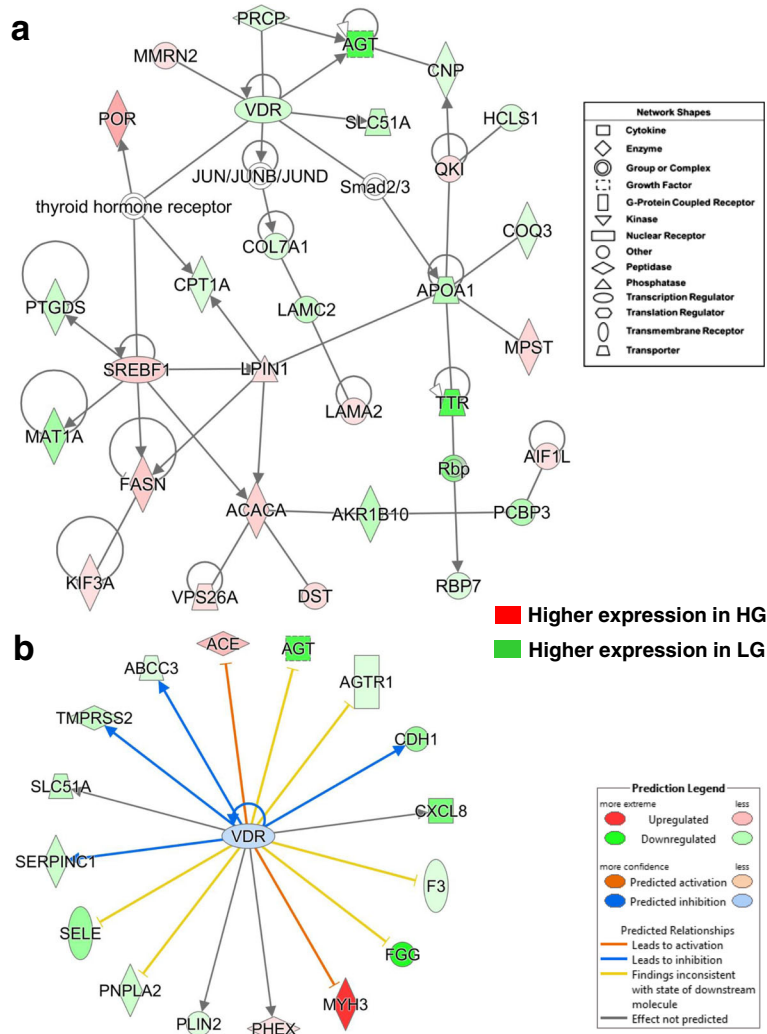 a
PRCP
AGT
MMRN2
CNP
POR
VDR
SLC51A
HCLS1
JUN/JUNB/JUND
Smad2/3
QKI
thyroid hormone receptor
COL7A1
COQ3
PTGDS
CPT1A
LAMC2
APOA1
SREBF1
LPIN1
MPST
MAT1A
LAMA2
TTR
FASN
Rbp
AIF1L
ACACA
AKR1B10
PCBP3
KIF3A
VPS26A
DST
RBP7
Network Shapes
Cytokine
Enzyme
Group or Complex
Growth Factor
G-Protein Coupled Receptor
Kinase
Nuclear Receptor
Other
Peptidase
Phosphatase
Transcription Regulator
Translation Regulator
Transmembrane Receptor
Transporter
Higher expression in HG
Higher expression in LG
b
ACE
AGT
ABCC3
AGTR1
TMPRSS2
CDH1
SLC51A
CXCL8
VDR
SERPINC1
F3
SELE
FGG
PNPLA2
MYH3
PLIN2
PHEX
Prediction Legend
more extreme less
Upregulated
Downregulated
more confidence less
Predicted activation
Predicted inhibition
Predicted Relationships
Leads to activation
Leads to inhibition
Findings inconsistent
with state of downstream
molecule
Effect not predicted